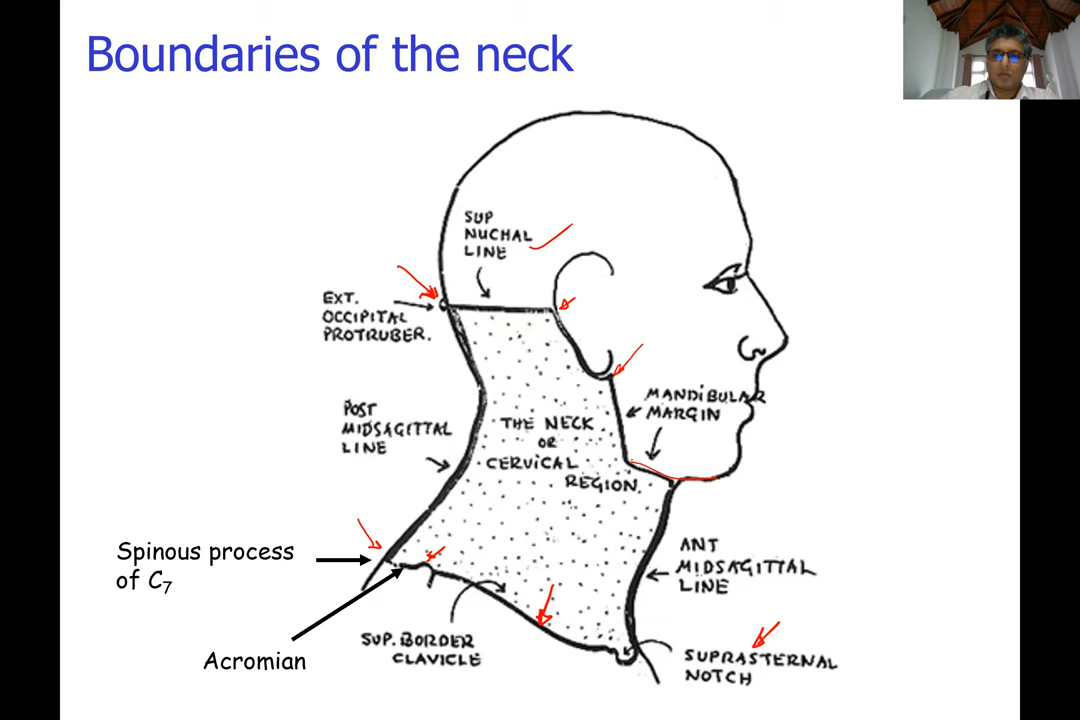 Boundaries of the neck
SUP
NUCHAL
LINE
EXT.
OCCIPITAL
PROTRUBER.
MANDIBULAR
MARGIN
POST
MIDSAGITTAL
LINE
THE NECK
OR
CERVICAL
REGION.
Spinous process
of C₇
ANT
MIDSAGITTAL
LINE
SUP. BORDER
CLAVICLE
Acromian
SUPRASTERNAL
NOTCH